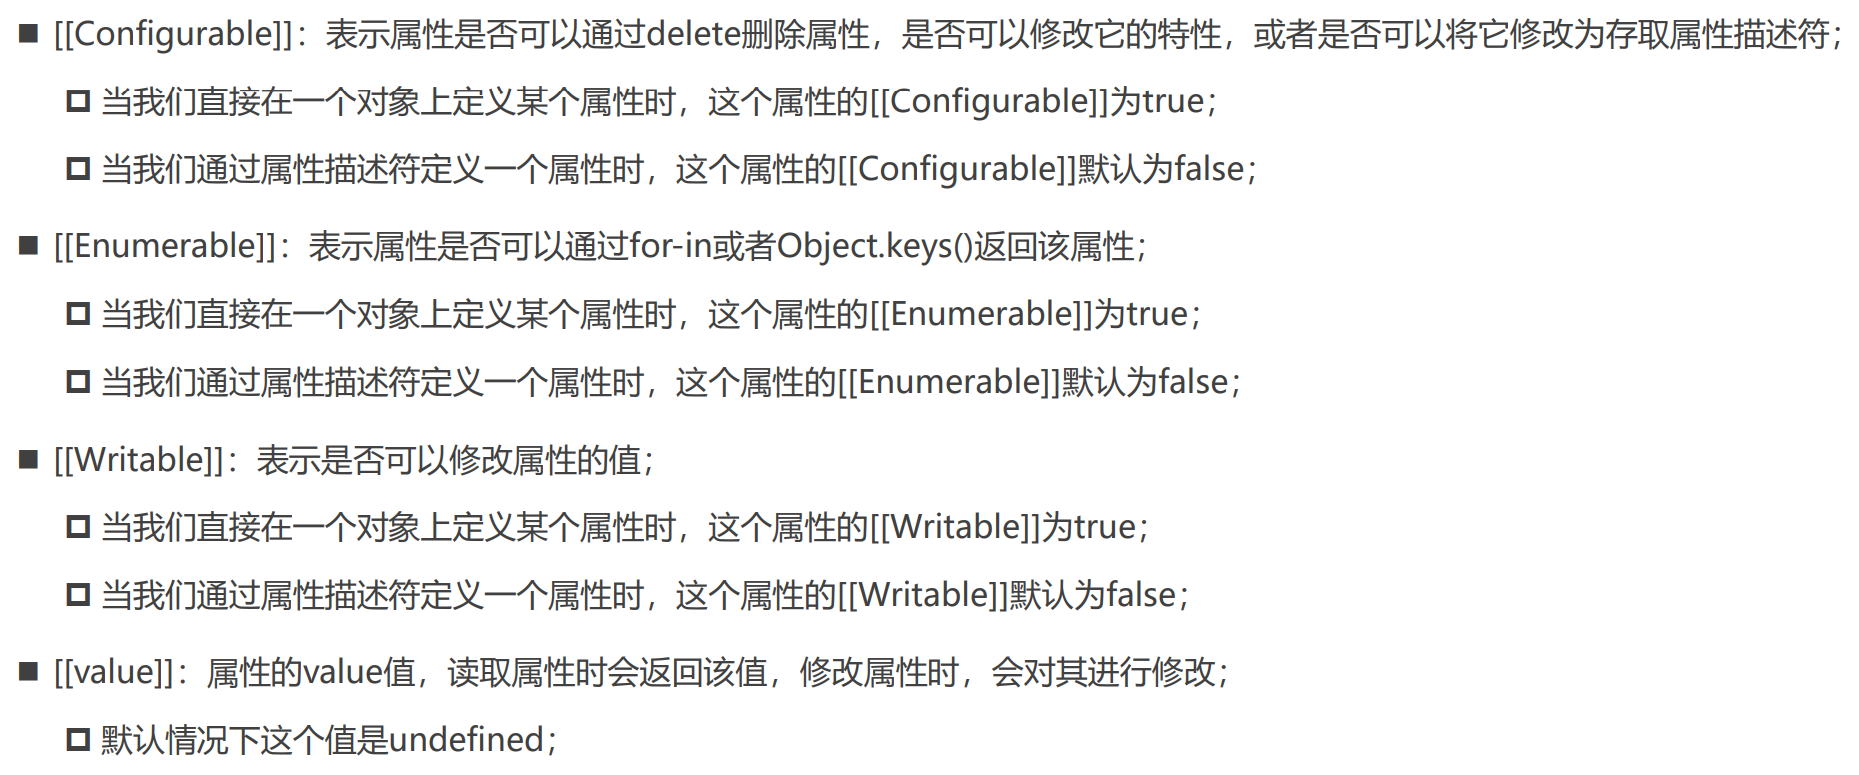 ■ [[Configurable]]：表示属性是否可以通过delete删除属性，是否可以修改它的特性，或者是否可以将它修改为存取属性描述符；
当我们直接在一个对象上定义某个属性时，这个属性的[[Configurable]]为true；
当我们通过属性描述符定义一个属性时，这个属性的[[Configurable]]默认为false；
■ [[Enumerable]]：表示属性是否可以通过for-in或者Object.keys()返回该属性；
当我们直接在一个对象上定义某个属性时，这个属性的[[Enumerable]]为true；
当我们通过属性描述符定义一个属性时，这个属性的[[Enumerable]]默认为false；
■ [[Writable]]：表示是否可以修改属性的值；
当我们直接在一个对象上定义某个属性时，这个属性的[[Writable]]为true；
当我们通过属性描述符定义一个属性时，这个属性的[[Writable]]默认为false；
■ [[value]]：属性的value值，读取属性时会返回该值，修改属性时，会对其进行修改；
默认情况下这个值是undefined；